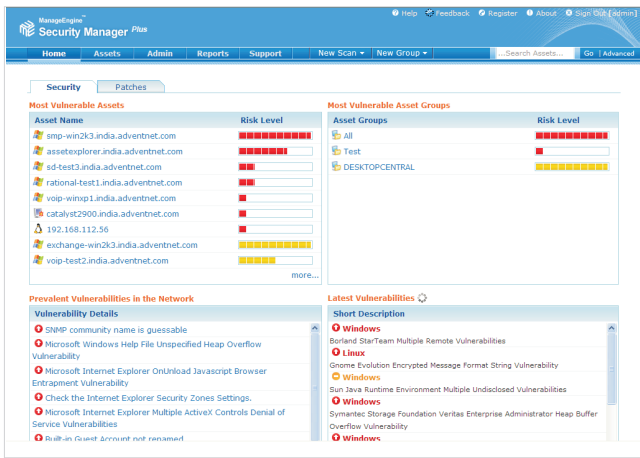 Help Feedback Register About Sign Out [admin]
ManageEngine
Security Manager Plus
Home Assets Admin Reports Support New Scan New Group ...Search Assets... Go | Advanced
Security Patches
Most Vulnerable Assets
Asset Name Risk Level
smp-win2k3.india.adventnet.com
assetexplorer.india.adventnet.com
sd-test3.india.adventnet.com
rational-test1.india.adventnet.com
voip-winxp1.india.adventnet.com
catalyst2900.india.adventnet.com
192.168.112.56
exchange-win2k3.india.adventnet.com
voip-test2.india.adventnet.com
more...
Most Vulnerable Asset Groups
Asset Groups Risk Level
All
Test
DESKTOPCENTRAL
Prevalent Vulnerabilities in the Network
Vulnerability Details
SNMP community name is guessable
Microsoft Windows Help File Unspecified Heap Overflow
Vulnerability
Microsoft Internet Explorer OnUnload Javascript Browser
Entrapment Vulnerability
Check the Internet Explorer Security Zones Settings.
Microsoft Internet Explorer Multiple ActiveX Controls Denial of
Service Vulnerabilities
Built-in Guest Account not renamed
Latest Vulnerabilities
Short Description
Windows
Borland StarTeam Multiple Remote Vulnerabilities
Linux
Gnome Evolution Encrypted Message Format String Vulnerability
Windows
Sun Java Runtime Environment Multiple Undisclosed Vulnerabilities
Windows
Symantec Storage Foundation Veritas Enterprise Administrator Heap Buffer
Overflow Vulnerability
Windows